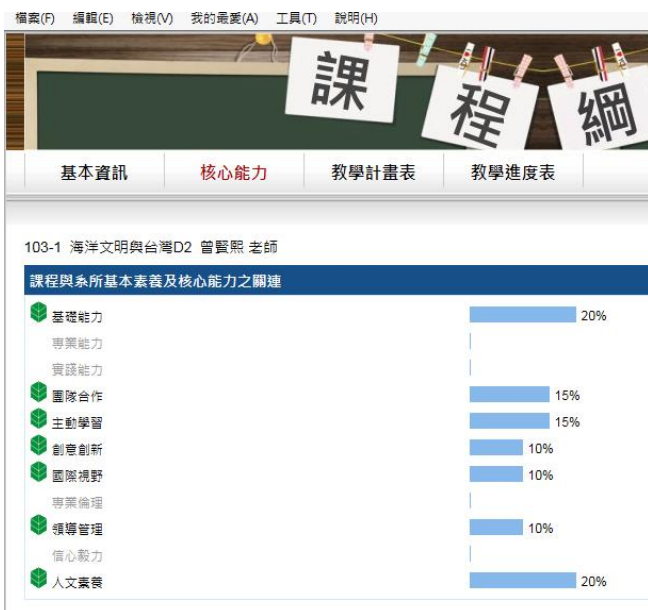 檔案(F) 編輯(E) 檢視(V) 我的最愛(A) 工具(T) 說明(H)
課程綱
基本資訊 核心能力 教學計畫表 教學進度表
103-1 海洋文明與台灣D2 曾賢熙 老師
課程與系所基本素養及核心能力之關連
基礎能力 20%
專業能力
實踐能力
團隊合作 15%
主動學習 15%
創意創新 10%
國際視野 10%
專業倫理
領導管理 10%
信心毅力
人文素養 20%